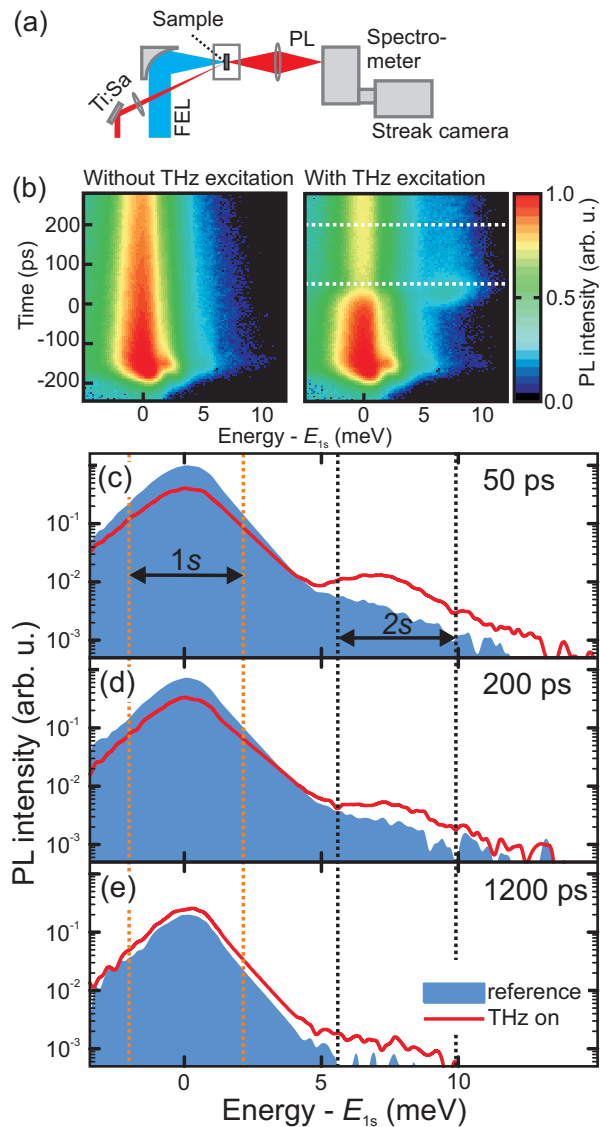 (a)
Sample
PL
Spectro-
meter
Ti:Sa
FEL
Streak camera
(b)
Without THz excitation
With THz excitation
Time (ps)
200
100
0
-100
-200
0 5 10
0 5 10
Energy - E1s (meV)
1.0
0.5
0.0
PL intensity (arb. u.)
(c)
50 ps
10-1
10-2
10-3
1s
2s
(d)
200 ps
10-1
10-2
10-3
(e)
1200 ps
10-1
10-2
10-3
reference
THz on
PL intensity (arb. u.)
0 5 10
Energy - E1s (meV)